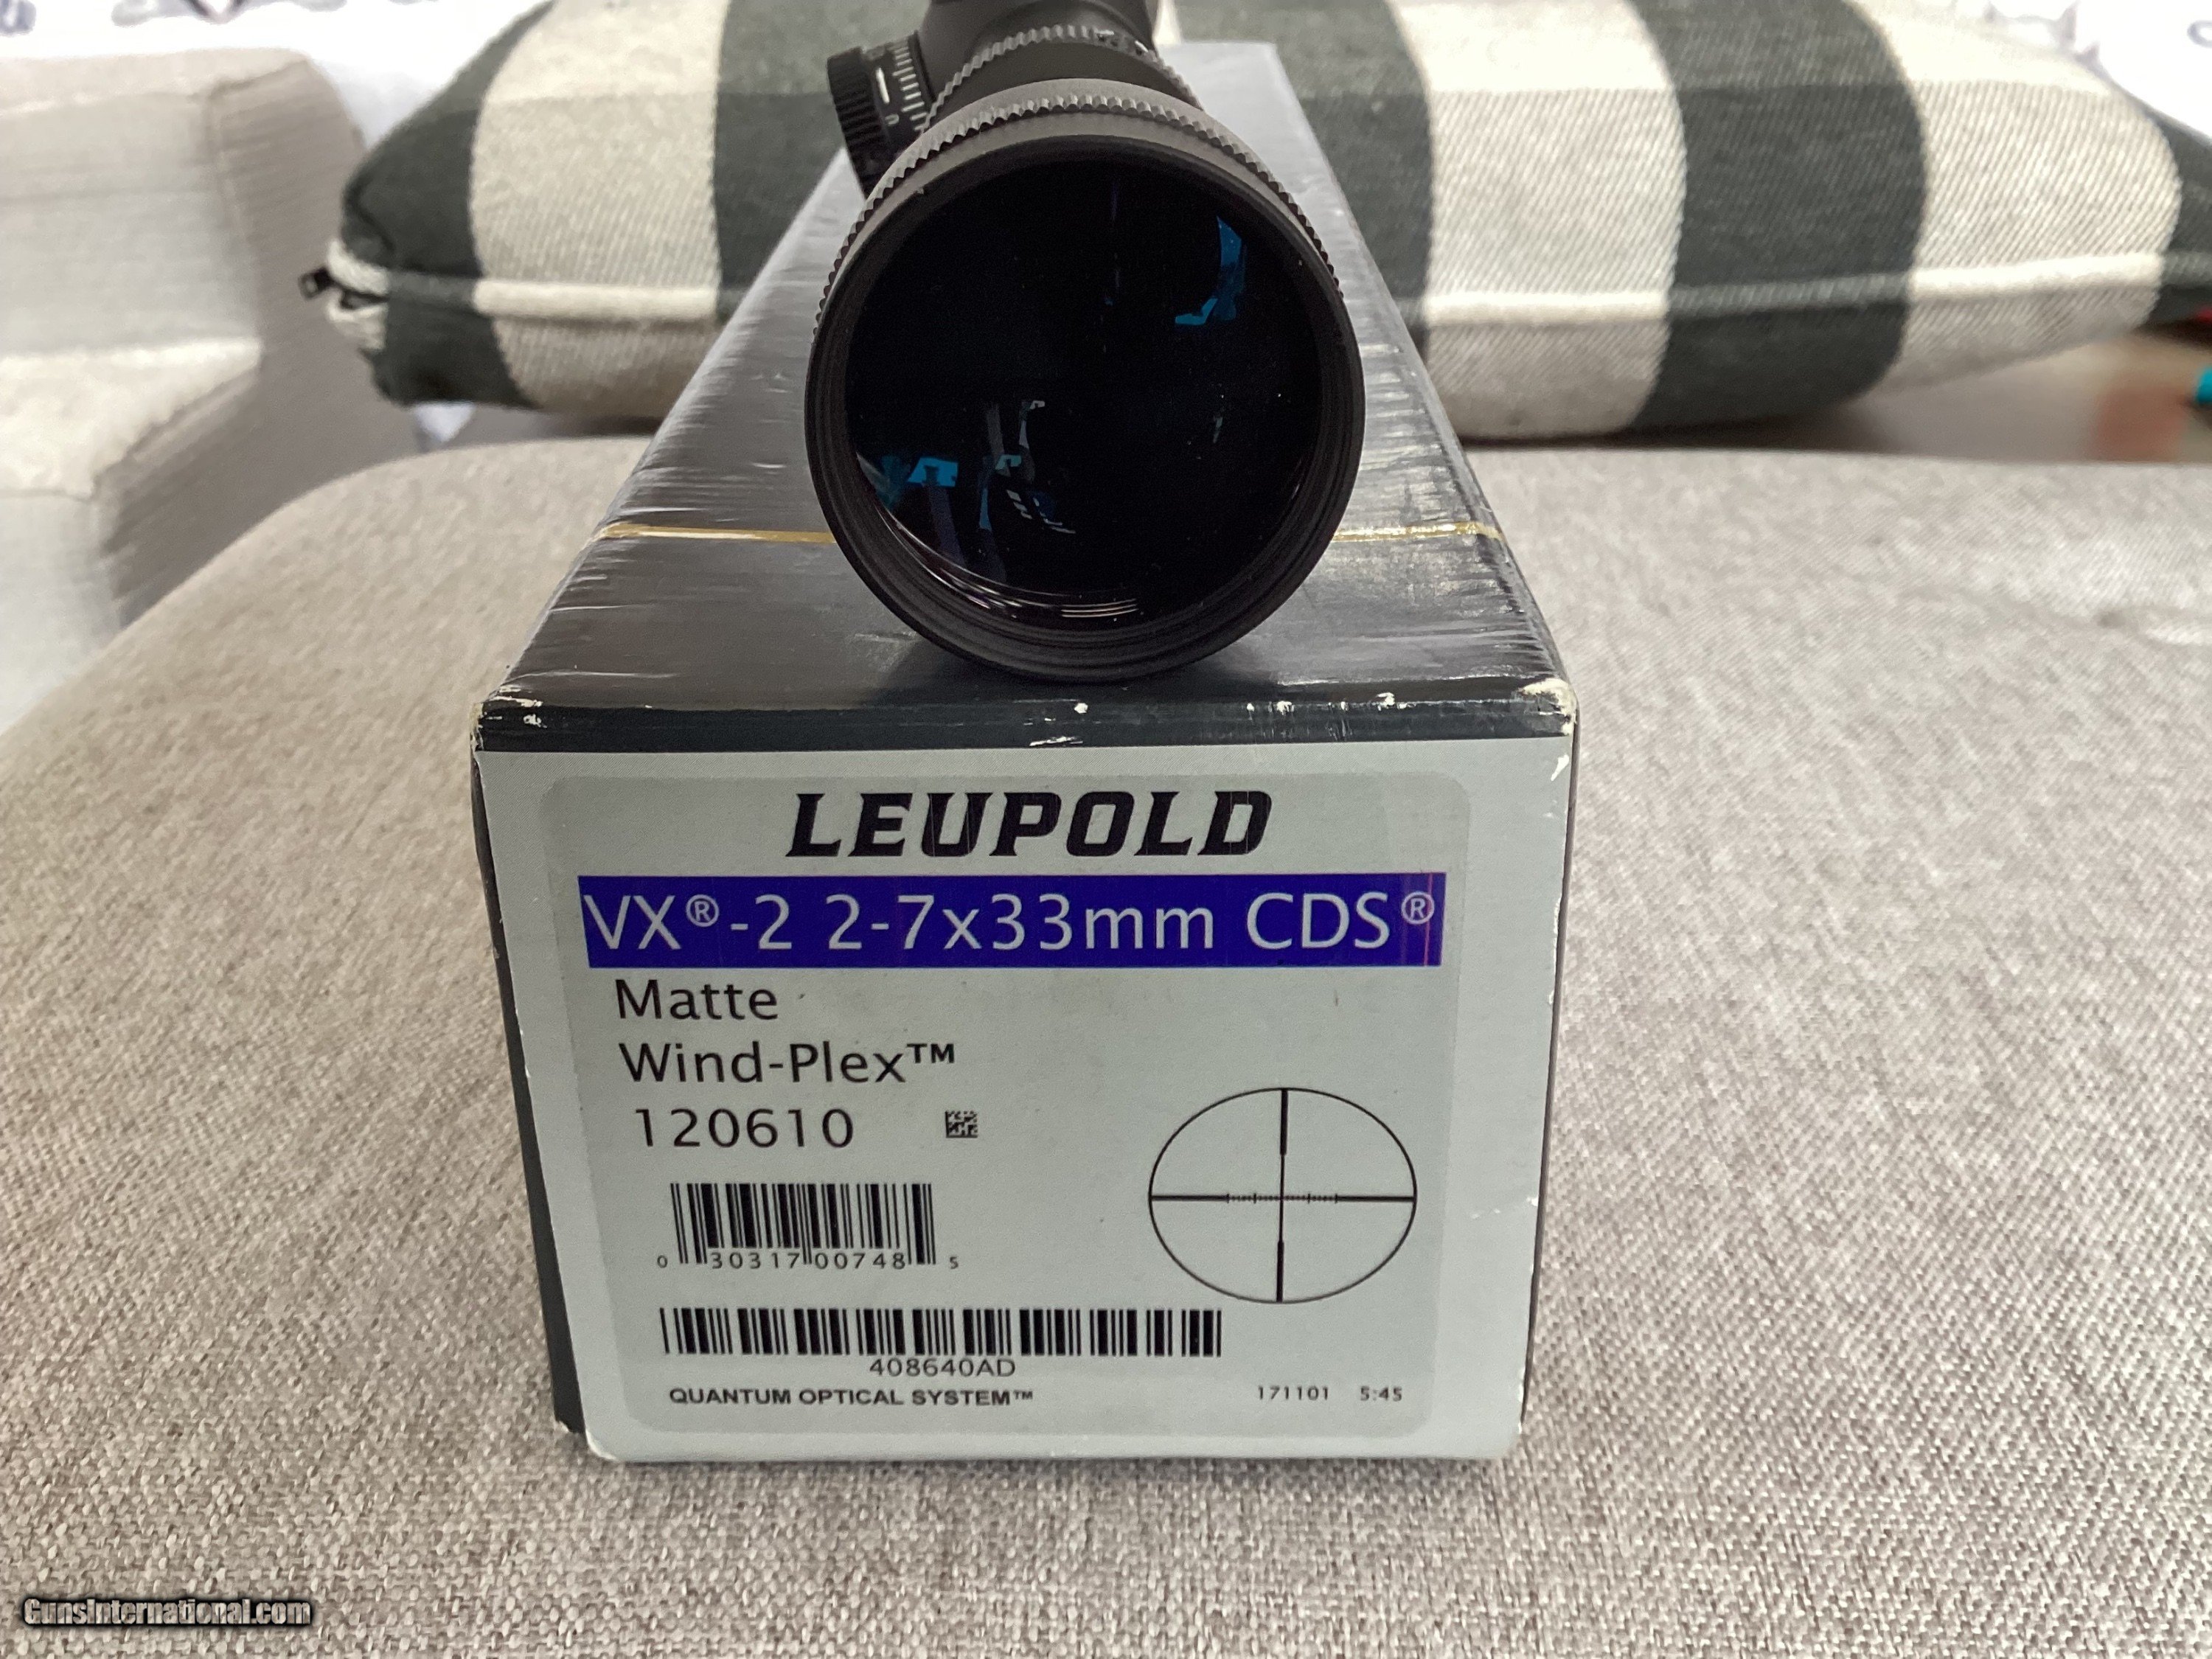 0
LEUPOLD
VX®-2 2-7x33mm CDS®
Matte
Wind-Plex™
120610
0 30317 00748 5
408640AD
QUANTUM OPTICAL SYSTEM™ 171101 5:45
GunsInternational.com